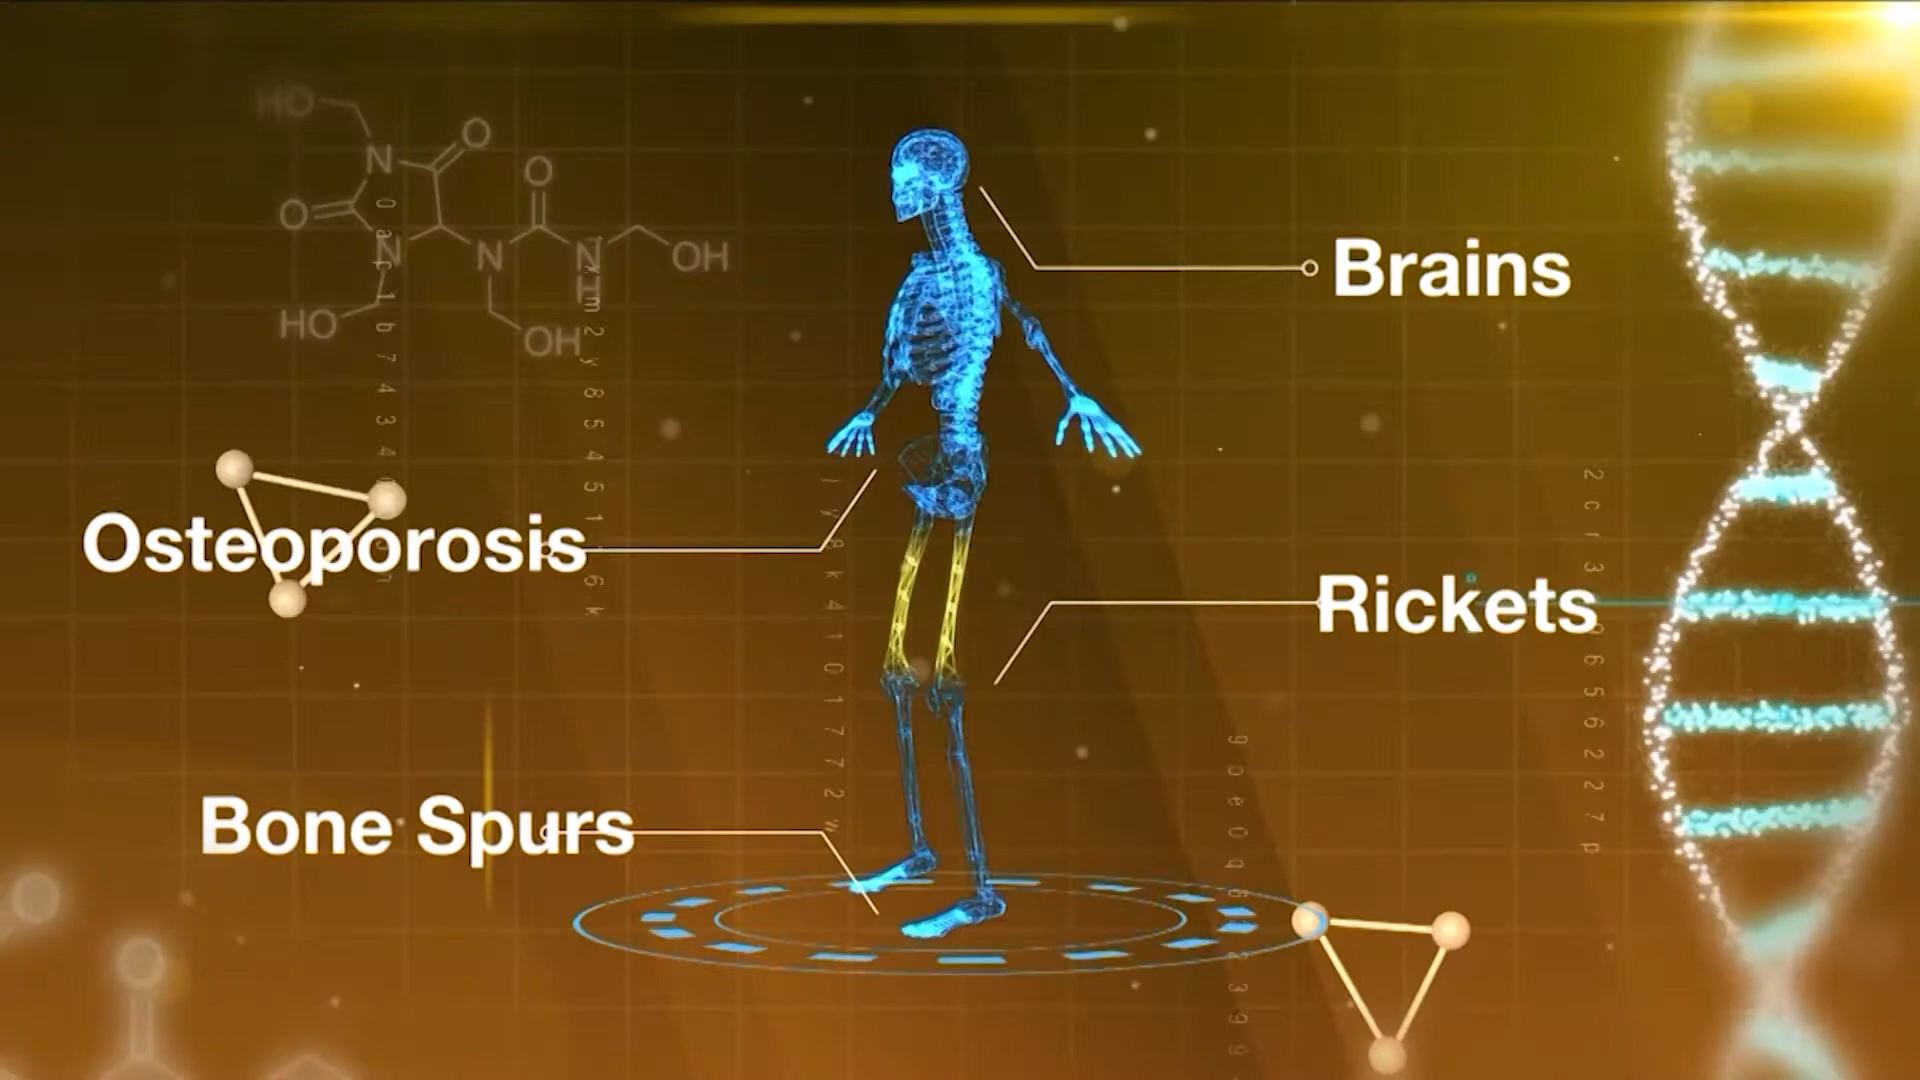 HO
N
O
O
O
N
N
N
H
OH
HO
OH
Brains
Osteoporosis
Rickets
Bone Spurs